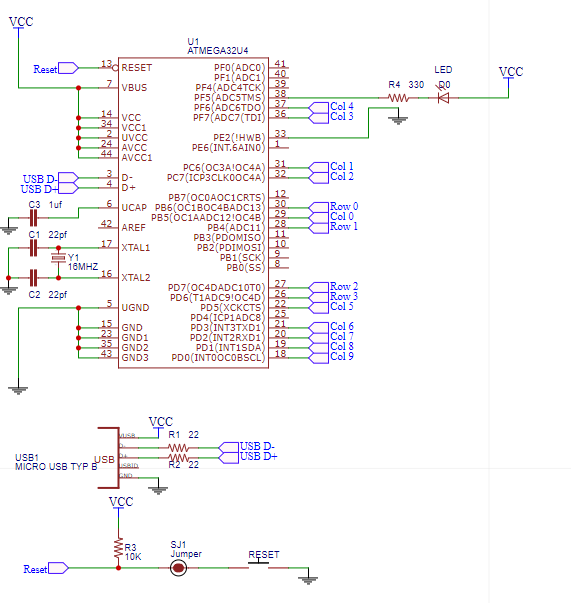 VCC
U1
ATMEGA32U4
Reset
13 RESET
7 VBUS
14 VCC
34 VCC1
2 UVCC
24 AVCC
44 AVCC1
USB D- 3 D-
USB D+ 4 D+
C3 1uf 6 UCAP
42 AREF
C1 22pf 17 XTAL1
Y1
16MHZ
16 XTAL2
C2 22pf
5 UGND
15 GND
23 GND1
35 GND2
43 GND3
PF0(ADC0) 41
PF1(ADC1) 40
PF4(ADC4TCK) 39
PF5(ADC5TMS) 38
PF6(ADC6TDO) 37 Col 4
PF7(ADC7(TDI) 36 Col 3
PE2(!HWB) 33
PE6(INT.6AIN0) 1
PC6(OC3A!OC4A) 31 Col 1
PC7(ICP3CLK0OC4A) 32 Col 2
PB7(OC0AOC1CRTS) 12
PB6(OC1BOC4BADC13) 30 Row 0
PB5(OC1AADC12!OC4B) 29 Col 0
PB4(ADC11) 28 Row 1
PB3(PDOMISO) 11
PB2(PDIMOSI) 10
PB1(SCK) 9
PB0(SS) 8
PD7(OC4DADC10T0) 27 Row 2
PD6(T1ADC9!OC4D) 26 Row 3
PD5(XCKCTS) 22 Col 5
PD4(ICP1ADC8) 25
PD3(INT3TXD1) 21 Col 6
PD2(INT2RXD1) 20 Col 7
PD1(INT1SDA) 19 Col 8
PD0(INT0OC0BSCL) 18 Col 9
R4 330
LED
D0
VCC
USB1
MICRO USB TYP B
USB
VUSB
D-
D+
USBID
GND
VCC
R1 22
R2 22
USB D-
USB D+
VCC
R3
10K
Reset
SJ1
Jumper
RESET